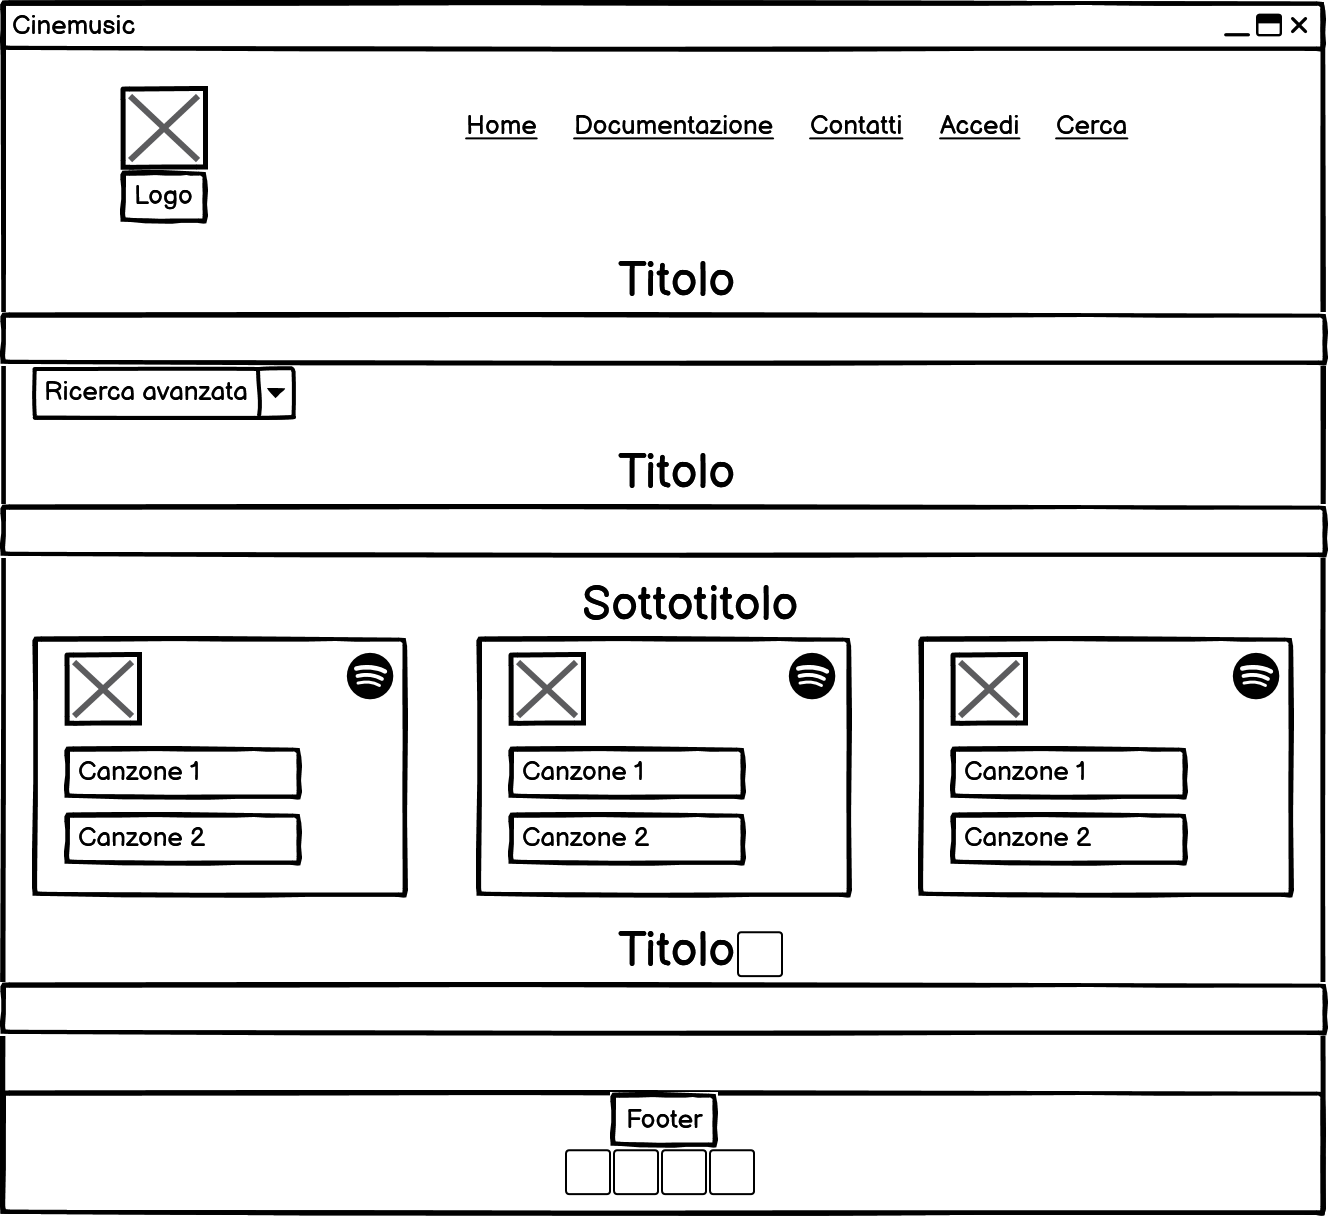 Cinemusic
Home Documentazione Contatti Accedi Cerca
Logo
Titolo
Ricerca avanzata
Titolo
Sottotitolo
Canzone 1
Canzone 2
Canzone 1
Canzone 2
Canzone 1
Canzone 2
Titolo
Footer